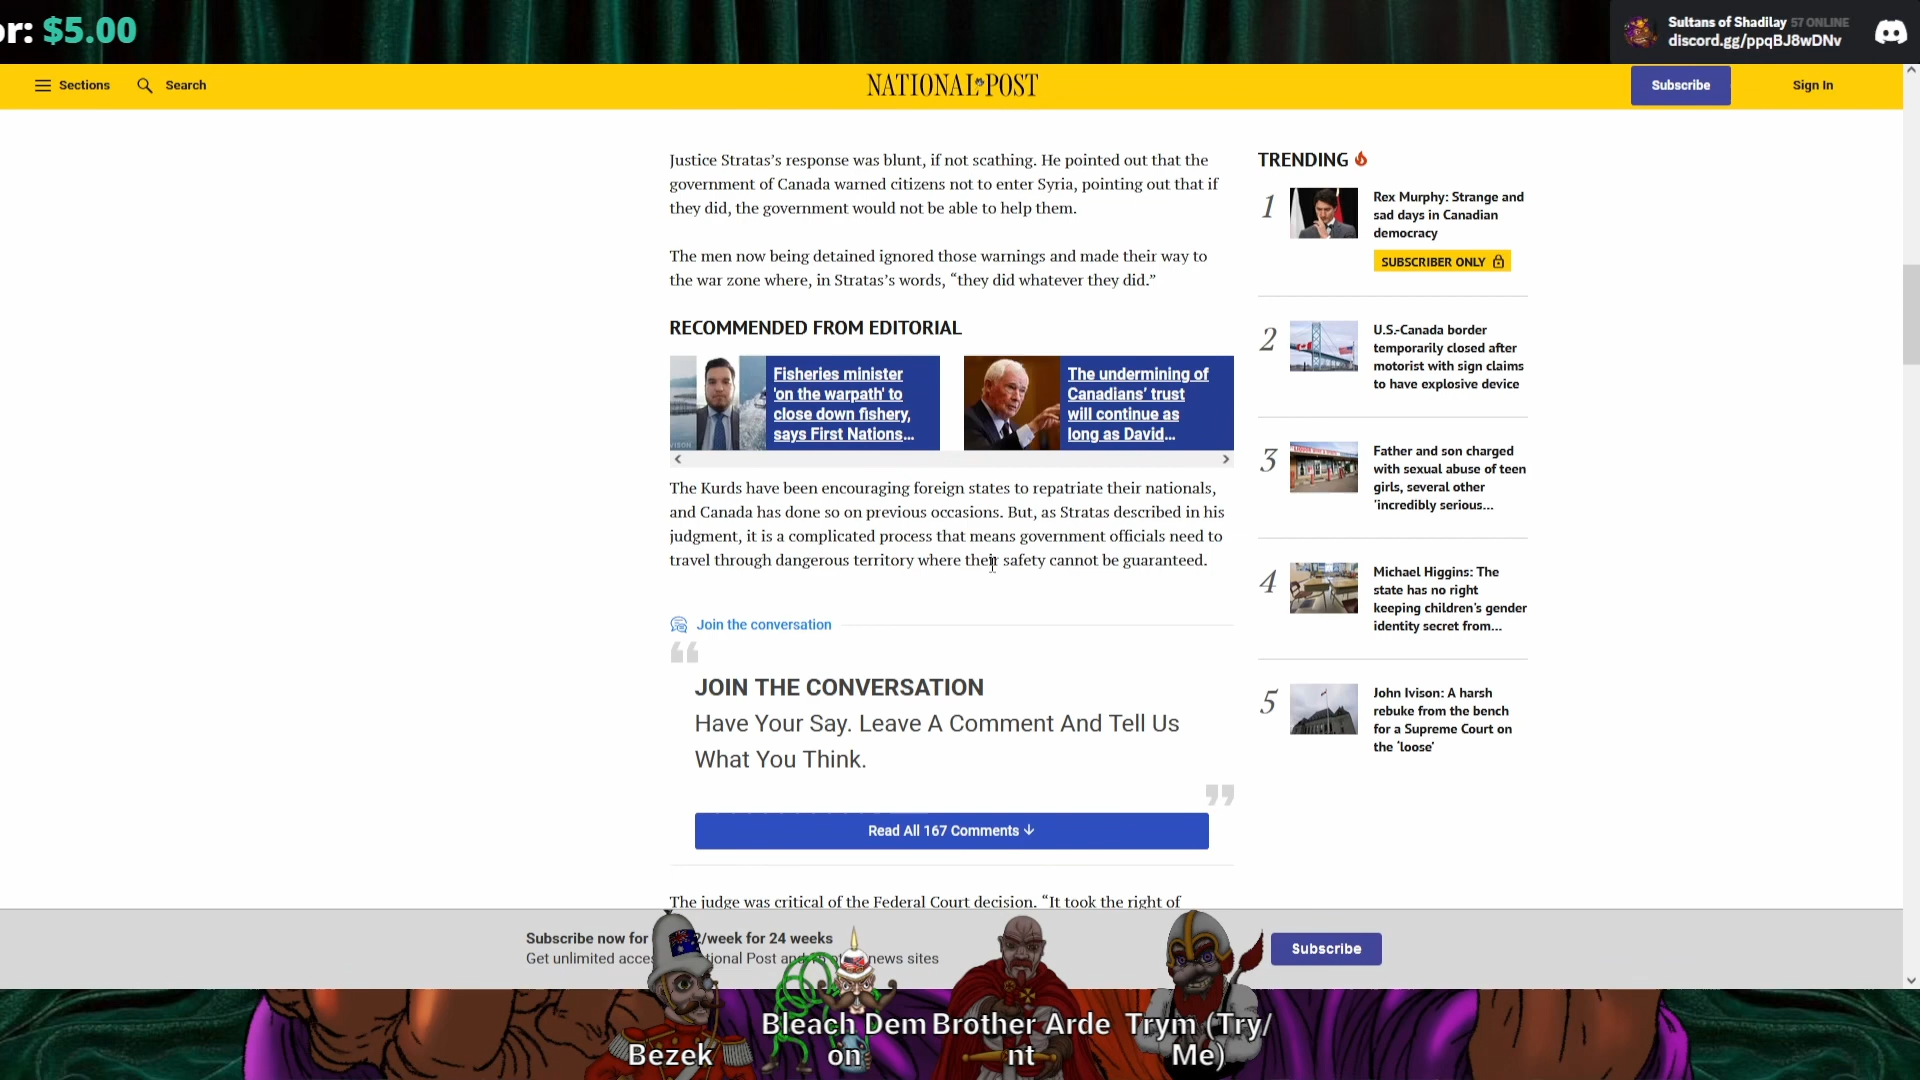 or: $5.00
Sultans of Shadilay 57 ONLINE
discord.gg/ppqBJ8wDNv
Sections
Search
NATIONAL POST
Subscribe
Sign In
Justice Stratas’s response was blunt, if not scathing. He pointed out that the
government of Canada warned citizens not to enter Syria, pointing out that if
they did, the government would not be able to help them.
The men now being detained ignored those warnings and made their way to
the war zone where, in Stratas’s words, “they did whatever they did.”
RECOMMENDED FROM EDITORIAL
Fisheries minister
'on the warpath' to
close down fishery,
says First Nations...
The undermining of
Canadians’ trust
will continue as
long as David...
The Kurds have been encouraging foreign states to repatriate their nationals,
and Canada has done so on previous occasions. But, as Stratas described in his
judgment, it is a complicated process that means government officials need to
travel through dangerous territory where their safety cannot be guaranteed.
Join the conversation
JOIN THE CONVERSATION
Have Your Say. Leave A Comment And Tell Us
What You Think.
Read All 167 Comments
The judge was critical of the Federal Court decision. “It took the right of
TRENDING
1
Rex Murphy: Strange and
sad days in Canadian
democracy
SUBSCRIBER ONLY
2
U.S.-Canada border
temporarily closed after
motorist with sign claims
to have explosive device
3
Father and son charged
with sexual abuse of teen
girls, several other
'incredibly serious...
4
Michael Higgins: The
state has no right
keeping children's gender
identity secret from...
5
John Ivison: A harsh
rebuke from the bench
for a Supreme Court on
the 'loose'
Subscribe now for /week for 24 weeks
Get unlimited news sites
Subscribe
Bezek
Bleach Dem
on
Brother Arde
nt
Trym (Try/
Me)